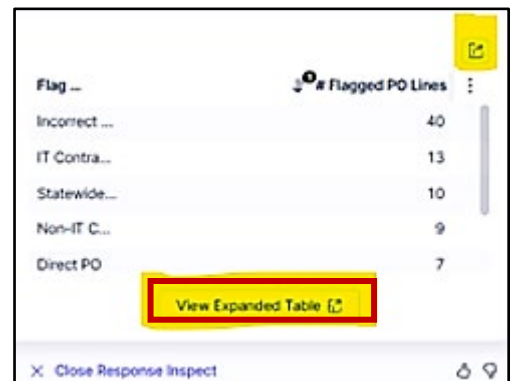 Flag ... # Flagged PO Lines
Incorrect ... 40
IT Contra... 13
Statewide... 10
Non-IT C... 9
Direct PO 7
View Expanded Table
Close Response Inspect